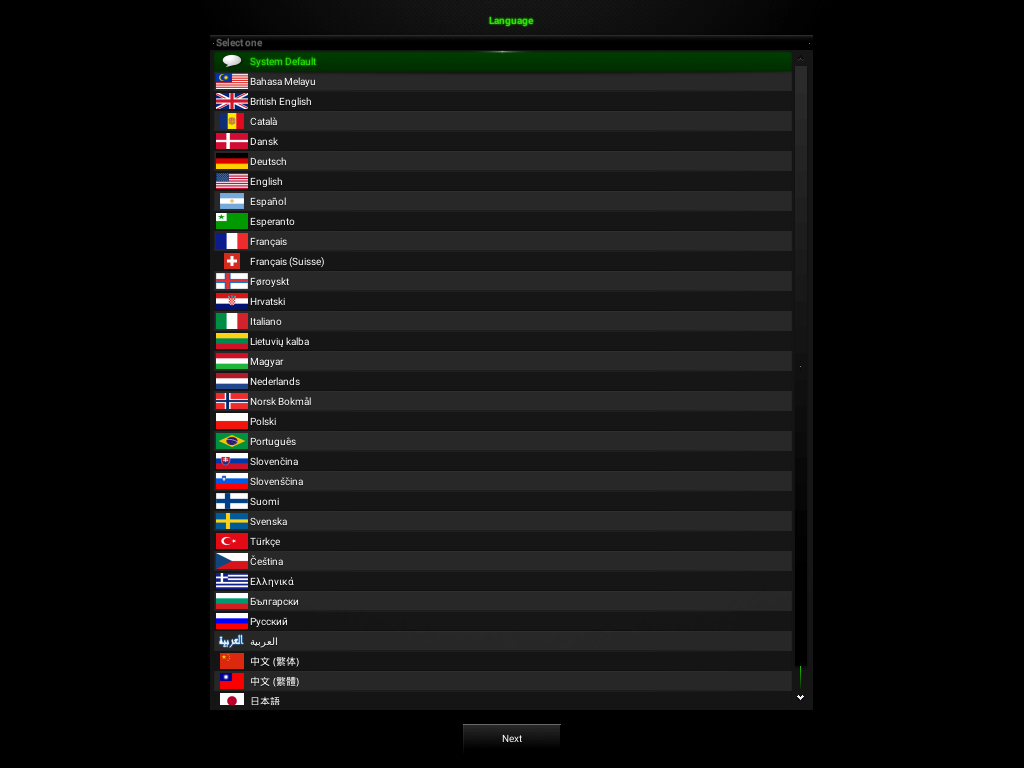 Language
Select one
System Default
Bahasa Melayu
British English
Català
Dansk
Deutsch
English
Español
Esperanto
Français
Français (Suisse)
Føroyskt
Hrvatski
Italiano
Lietuvių kalba
Magyar
Nederlands
Norsk Bokmål
Polski
Português
Slovenčina
Slovenščina
Suomi
Svenska
Türkçe
Čeština
Ελληνικά
Български
Русский
العربية العربية
中文 (繁体)
中文 (繁體)
日本語
Next